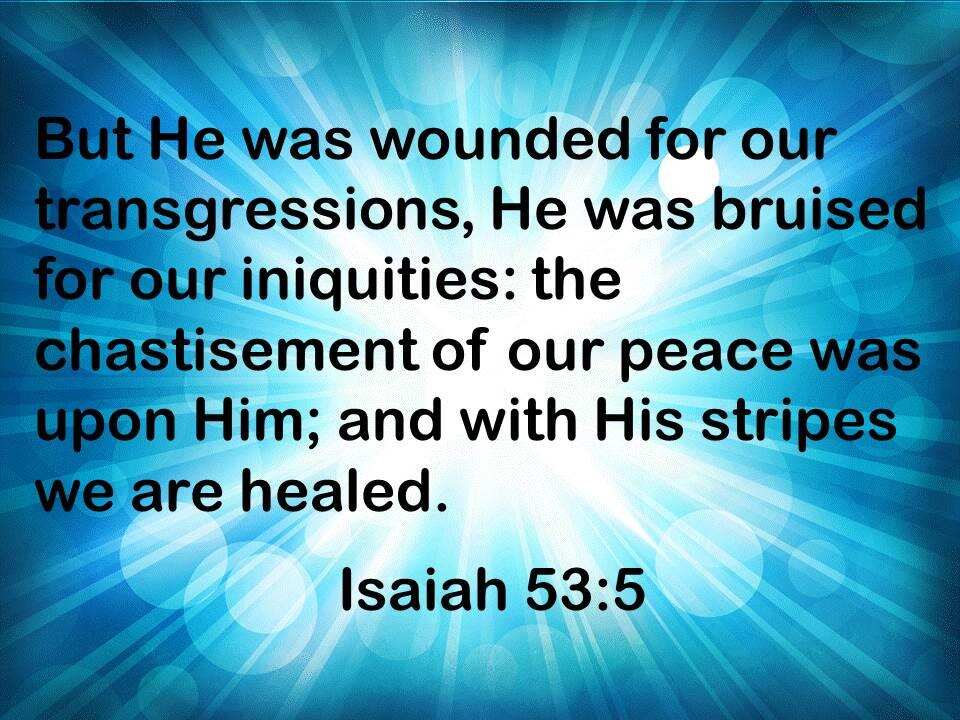 But He was wounded for our
transgressions, He was bruised
for our iniquities: the
chastisement of our peace was
upon Him; and with His stripes
we are healed.
Isaiah 53:5